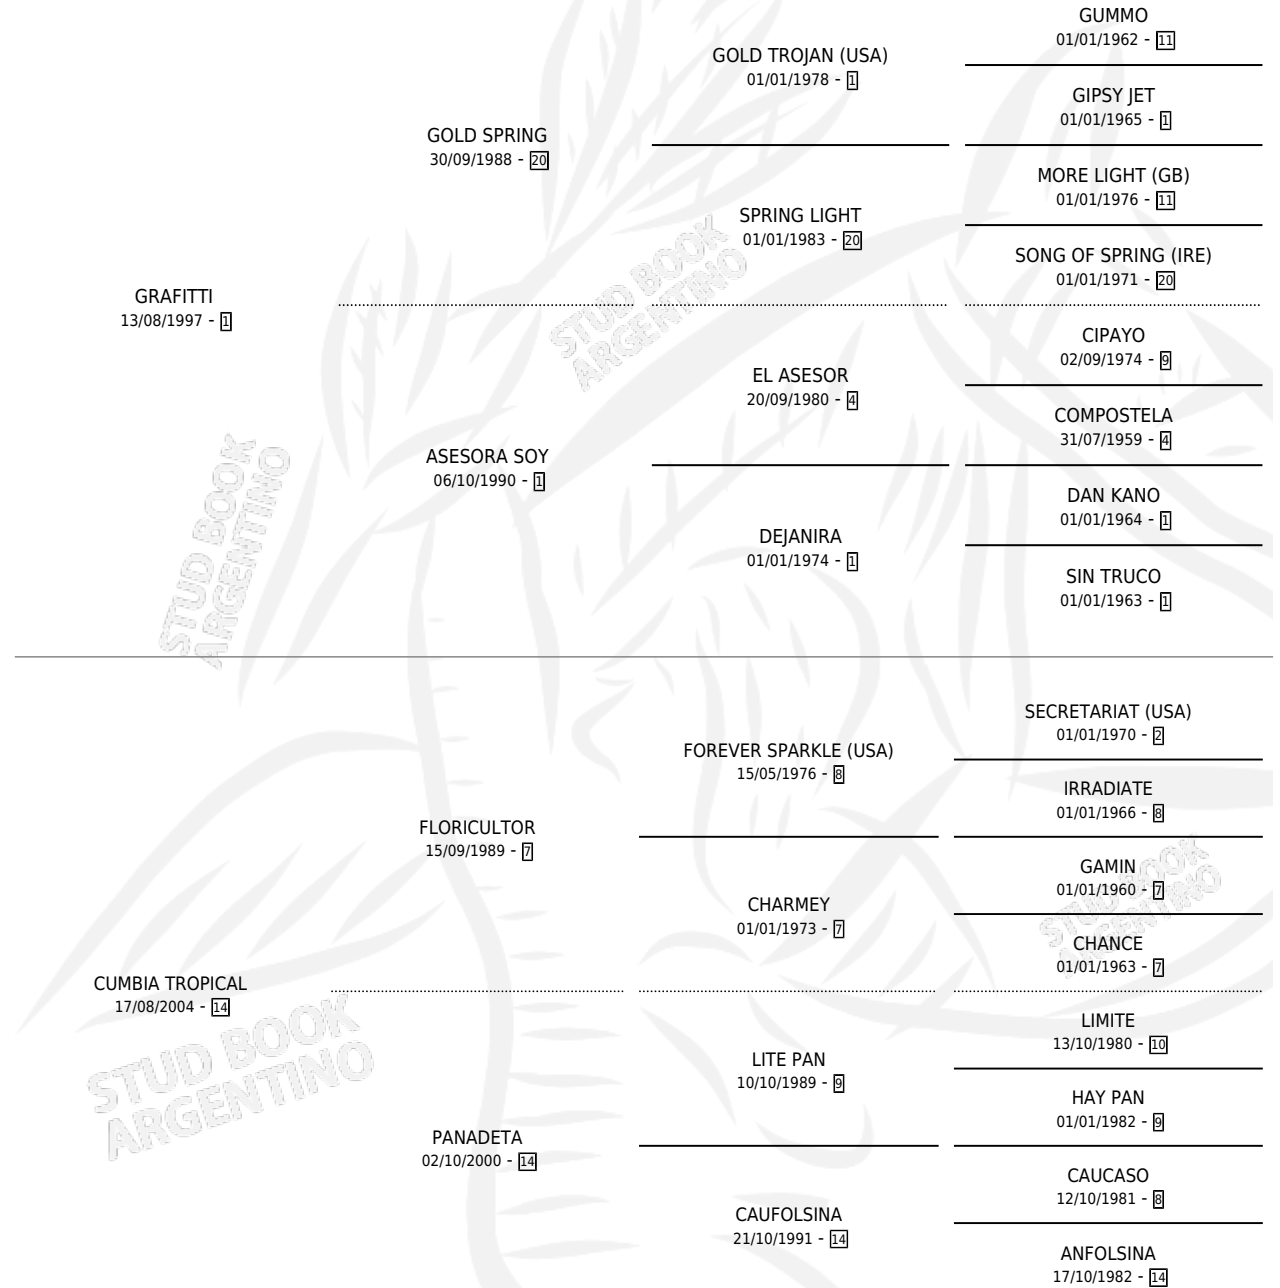 GUMMO
01/01/1962 - 11
GOLD TROJAN (USA)
01/01/1978 - 1
GIPSY JET
01/01/1965 - 1
GOLD SPRING
30/09/1988 - 20
MORE LIGHT (GB)
01/01/1976 - 11
SPRING LIGHT
01/01/1983 - 20
SONG OF SPRING (IRE)
01/01/1971 - 20
GRAFITTI
13/08/1997 - 1
CIPAYO
02/09/1974 - 9
EL ASESOR
20/09/1980 - 4
COMPOSTELA
31/07/1959 - 4
ASESORA SOY
06/10/1990 - 1
DAN KANO
01/01/1964 - 1
DEJANIRA
01/01/1974 - 1
SIN TRUCO
01/01/1963 - 1
STUD BOOK
ARGENTINO
STUD BOOK
ARGENTINO
SECRETARIAT (USA)
01/01/1970 - 2
FOREVER SPARKLE (USA)
15/05/1976 - 8
IRRADIATE
01/01/1966 - 8
FLORICULTOR
15/09/1989 - 7
GAMIN
01/01/1960 - 7
CHARMEY
01/01/1973 - 7
CHANCE
01/01/1963 - 7
CUMBIA TROPICAL
17/08/2004 - 14
LIMITE
13/10/1980 - 10
LITE PAN
10/10/1989 - 9
HAY PAN
01/01/1982 - 9
PANADETA
02/10/2000 - 14
CAUCASO
12/10/1981 - 8
CAUFOLSINA
21/10/1991 - 14
ANFOLSINA
17/10/1982 - 14
STUD BOOK
ARGENTINO
STUD BOOK
ARGENTINO